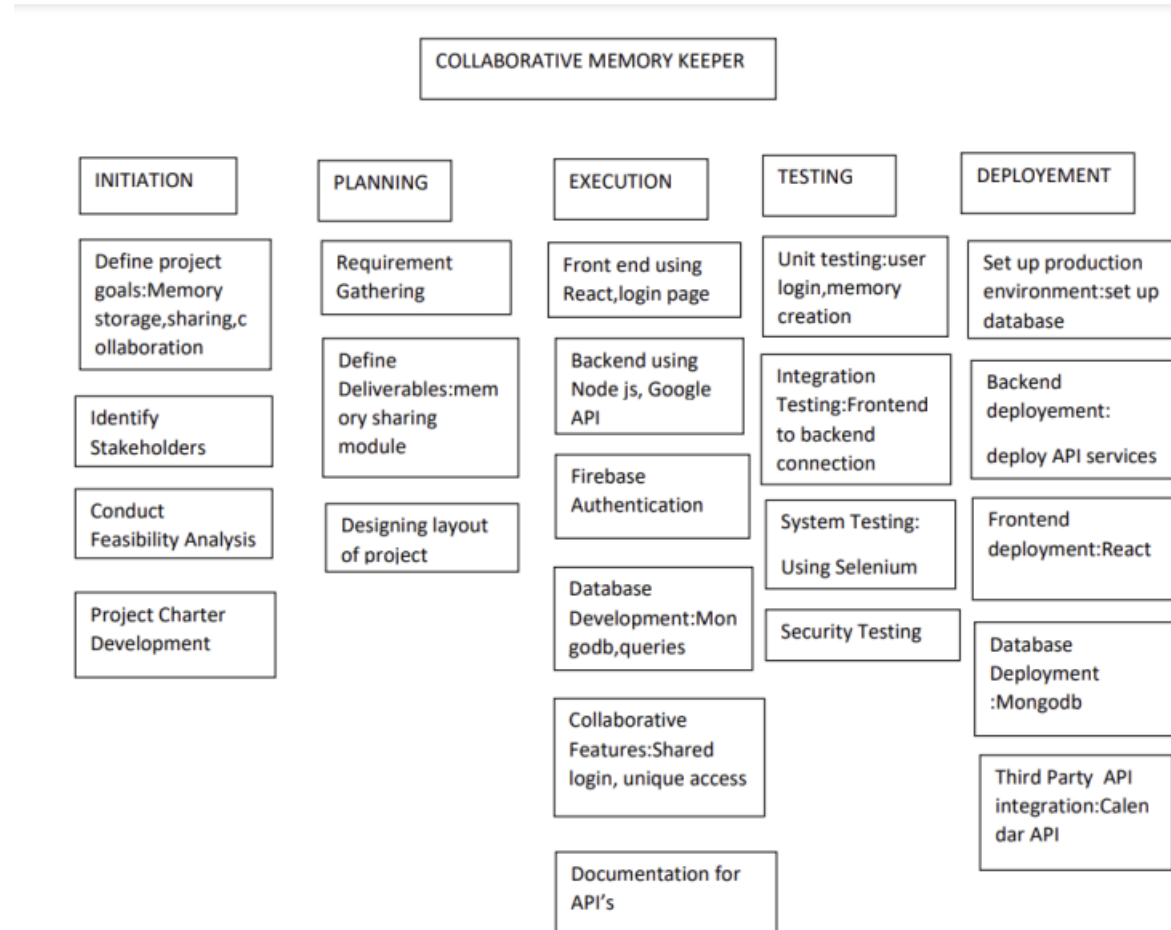 COLLABORATIVE MEMORY KEEPER
INITIATION
Define project
goals:Memory
storage,sharing,c
ollaboration
Identify
Stakeholders
Conduct
Feasibility Analysis
Project Charter
Development
PLANNING
Requirement
Gathering
Define
Deliverables:mem
ory sharing
module
Designing layout
of project
EXECUTION
Front end using
React,login page
Backend using
Node js, Google
API
Firebase
Authentication
Database
Development:Mon
godb,queries
Collaborative
Features:Shared
login, unique access
Documentation for
API’s
TESTING
Unit testing:user
login,memory
creation
Integration
Testing:Frontend
to backend
connection
System Testing:
Using Selenium
Security Testing
DEPLOYEMENT
Set up production
environment:set up
database
Backend
deployement:
deploy API services
Frontend
deployment:React
Database
Deployment
:Mongodb
Third Party API
integration:Calen
dar API